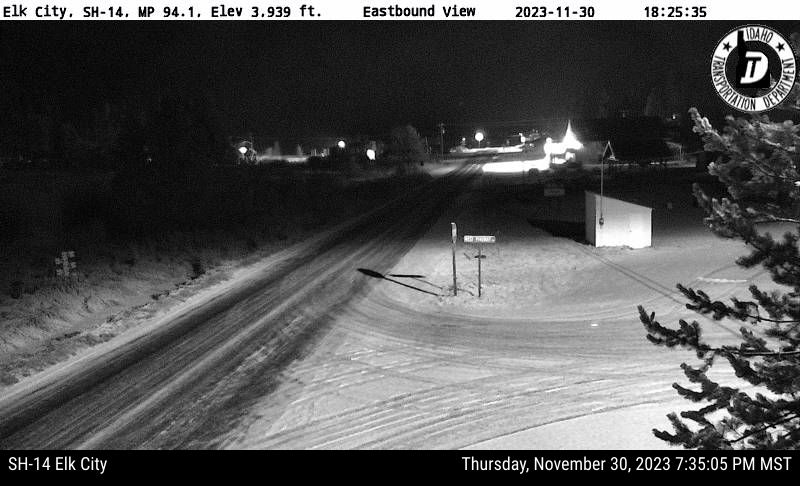 Elk City, SH-14, MP 94.1, Elev 3,939 ft. Eastbound View 2023-11-30 18:25:35
IDAHO
TRANSPORTATION DEPARTMENT
SH-14 Elk City
Thursday, November 30, 2023 7:35:05 PM MST